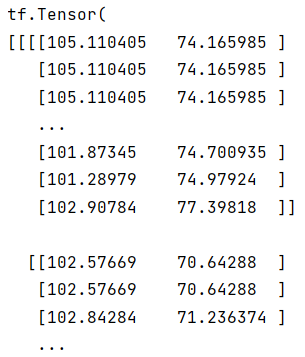 tf.Tensor(
[[[[105.110405   74.165985 ]
   [105.110405   74.165985 ]
   [105.110405   74.165985 ]
   ...
   [101.87345    74.700935 ]
   [101.28979    74.97924  ]
   [102.90784    77.39818  ]]
  [[102.57669    70.64288  ]
   [102.57669    70.64288  ]
   [102.84284    71.236374 ]
   ...